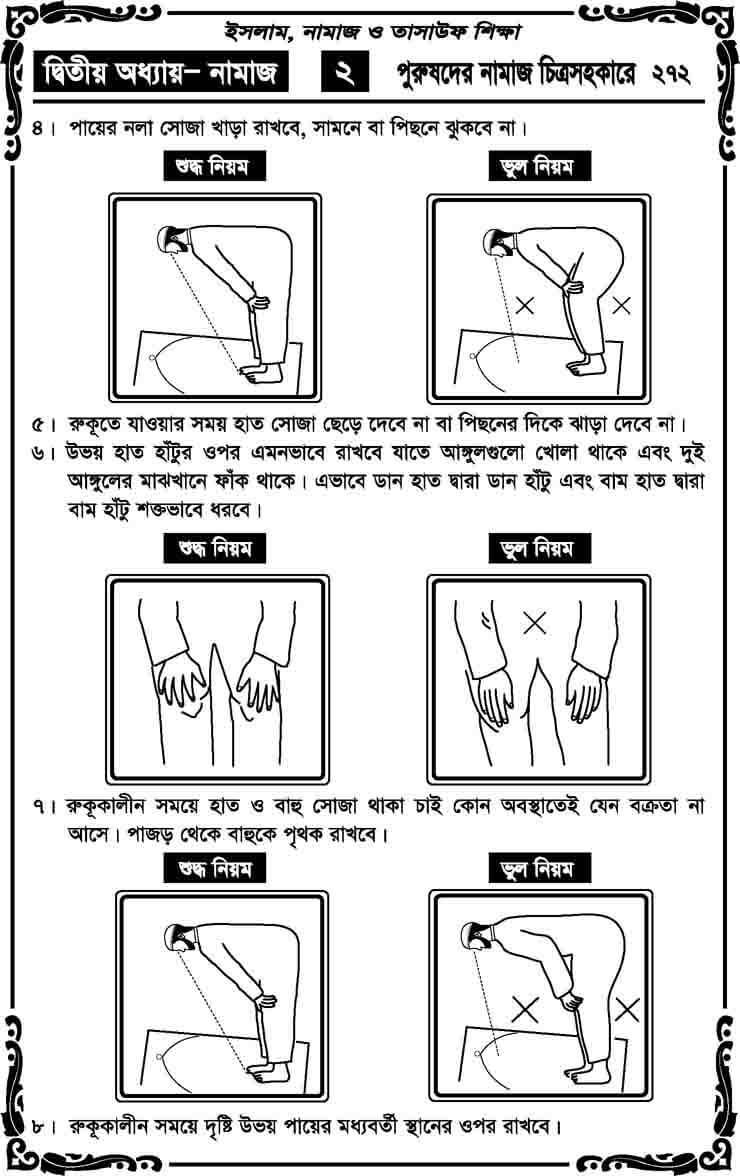 ইসলাম, নামাজ ও তাসাউফ শিক্ষা
দ্বিতীয় অধ্যায়– নামাজ ২ পুরুষদের নামাজ চিত্রসহকারে ২৭২
৪। পায়ের নলা সোজা খাড়া রাখবে, সামনে বা পিছনে ঝুকবে না।
শুদ্ধ নিয়ম ভুল নিয়ম
৫। রুকূতে যাওয়ার সময় হাত সোজা ছেড়ে দেবে না বা পিছনের দিকে ঝাড়া দেবে না।
৬। উভয় হাত হাঁটুর ওপর এমনভাবে রাখবে যাতে আঙ্গুলগুলো খোলা থাকে এবং দুই
আঙ্গুলের মাঝখানে ফাঁক থাকে। এভাবে ডান হাত দ্বারা ডান হাঁটু এবং বাম হাত দ্বারা
বাম হাঁটু শক্তভাবে ধরবে।
শুদ্ধ নিয়ম ভুল নিয়ম
৭। রুকূকালীন সময়ে হাত ও বাহু সোজা থাকা চাই কোন অবস্থাতেই যেন বক্রতা না
আসে। পাজড় থেকে বাহুকে পৃথক রাখবে।
শুদ্ধ নিয়ম ভুল নিয়ম
৮। রুকূকালীন সময়ে দৃষ্টি উভয় পায়ের মধ্যবর্তী স্থানের ওপর রাখবে।